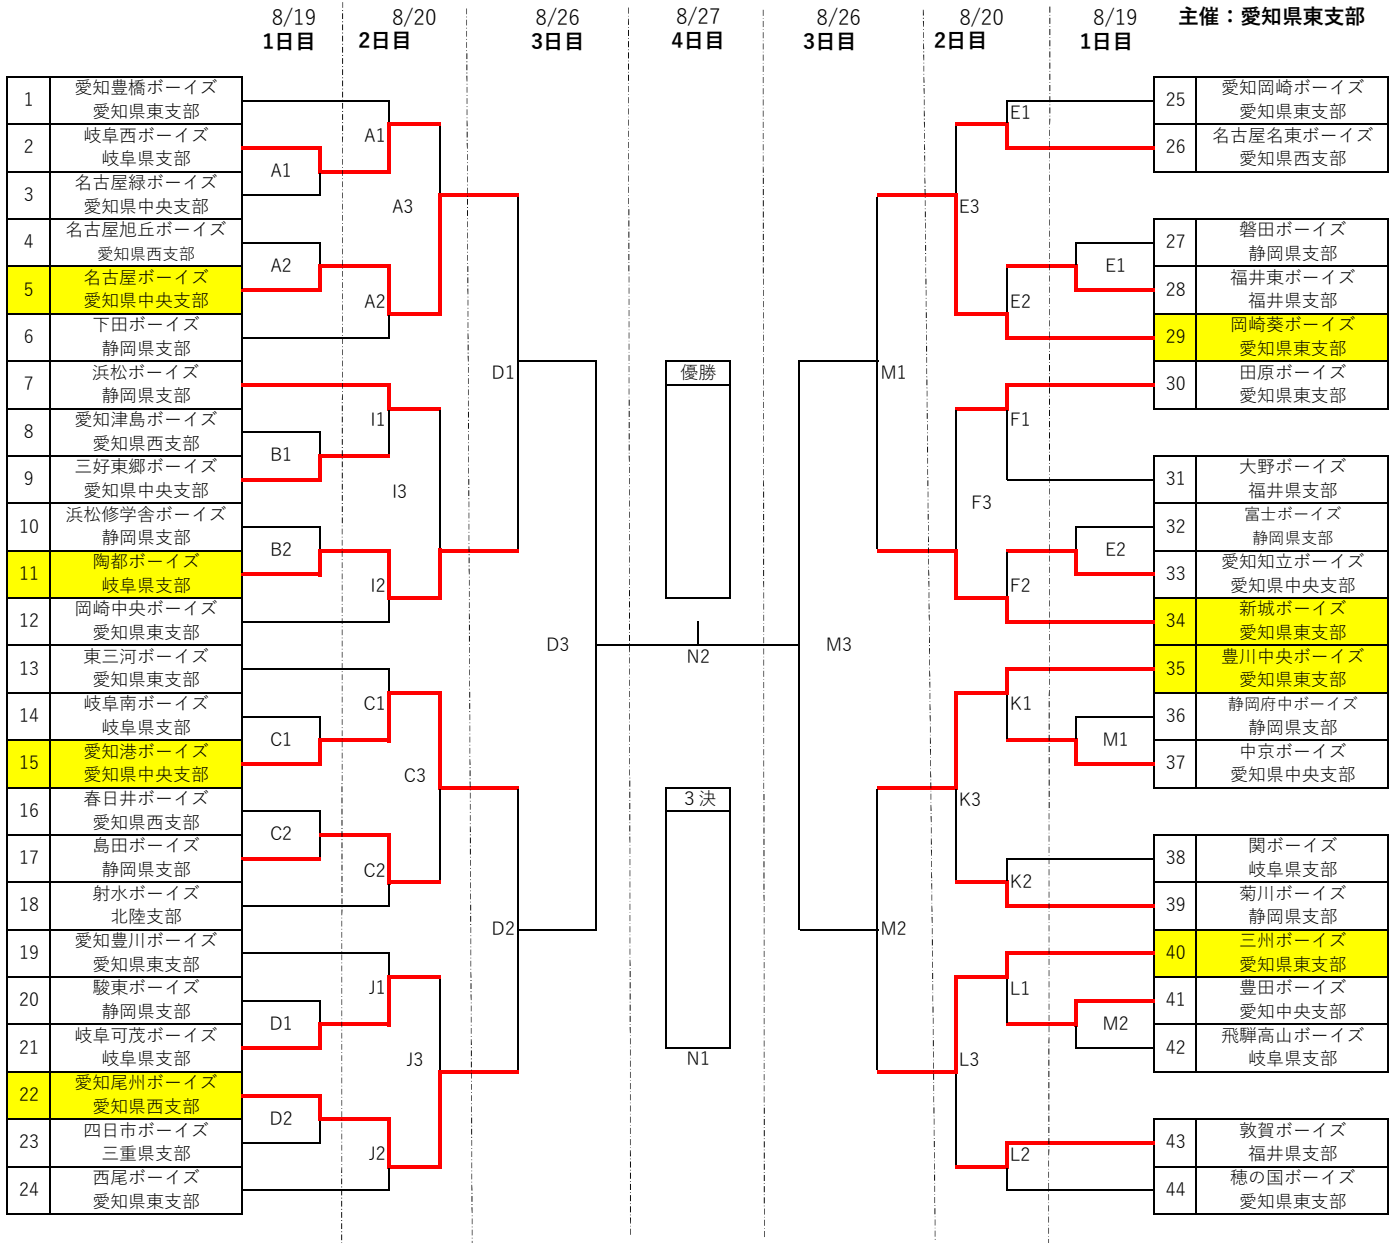 8/19 8/20 8/26 8/27 8/26 8/20 8/19 主催：愛知県東支部
1日目 2日目 3日目 4日目 3日目 2日目 1日目
1 愛知豊橋ボーイズ
愛知県東支部
2 岐阜西ボーイズ
岐阜県支部
3 名古屋緑ボーイズ
愛知県中央支部
4 名古屋旭丘ボーイズ
愛知県西支部
5 名古屋ボーイズ
愛知県中央支部
6 下田ボーイズ
静岡県支部
7 浜松ボーイズ
静岡県支部
8 愛知津島ボーイズ
愛知県西支部
9 三好東郷ボーイズ
愛知県中央支部
10 浜松修学舎ボーイズ
静岡県支部
11 陶都ボーイズ
岐阜県支部
12 岡崎中央ボーイズ
愛知県東支部
13 東三河ボーイズ
愛知県東支部
14 岐阜南ボーイズ
岐阜県支部
15 愛知港ボーイズ
愛知県中央支部
16 春日井ボーイズ
愛知県西支部
17 島田ボーイズ
静岡県支部
18 射水ボーイズ
北陸支部
19 愛知豊川ボーイズ
愛知県東支部
20 駿東ボーイズ
静岡県支部
21 岐阜可茂ボーイズ
岐阜県支部
22 愛知尾州ボーイズ
愛知県西支部
23 四日市ボーイズ
三重県支部
24 西尾ボーイズ
愛知県東支部
A1
A2
B1
B2
C1
C2
D1
D2
A1
A2
I1
I2
C1
C2
J1
J2
A3
I3
C3
J3
D1
D2
D3
優勝
N2
３決
N1
M3
M1
M2
E3
F3
K3
L3
E1
E2
F1
F2
K1
K2
L1
L2
E1
E2
M1
M2
25 愛知岡崎ボーイズ
愛知県東支部
26 名古屋名東ボーイズ
愛知県西支部
27 磐田ボーイズ
静岡県支部
28 福井東ボーイズ
福井県支部
29 岡崎葵ボーイズ
愛知県東支部
30 田原ボーイズ
愛知県東支部
31 大野ボーイズ
福井県支部
32 富士ボーイズ
静岡県支部
33 愛知知立ボーイズ
愛知県中央支部
34 新城ボーイズ
愛知県東支部
35 豊川中央ボーイズ
愛知県東支部
36 静岡府中ボーイズ
静岡県支部
37 中京ボーイズ
愛知県中央支部
38 関ボーイズ
岐阜県支部
39 菊川ボーイズ
静岡県支部
40 三州ボーイズ
愛知県東支部
41 豊田ボーイズ
愛知中央支部
42 飛騨高山ボーイズ
岐阜県支部
43 敦賀ボーイズ
福井県支部
44 穂の国ボーイズ
愛知県東支部